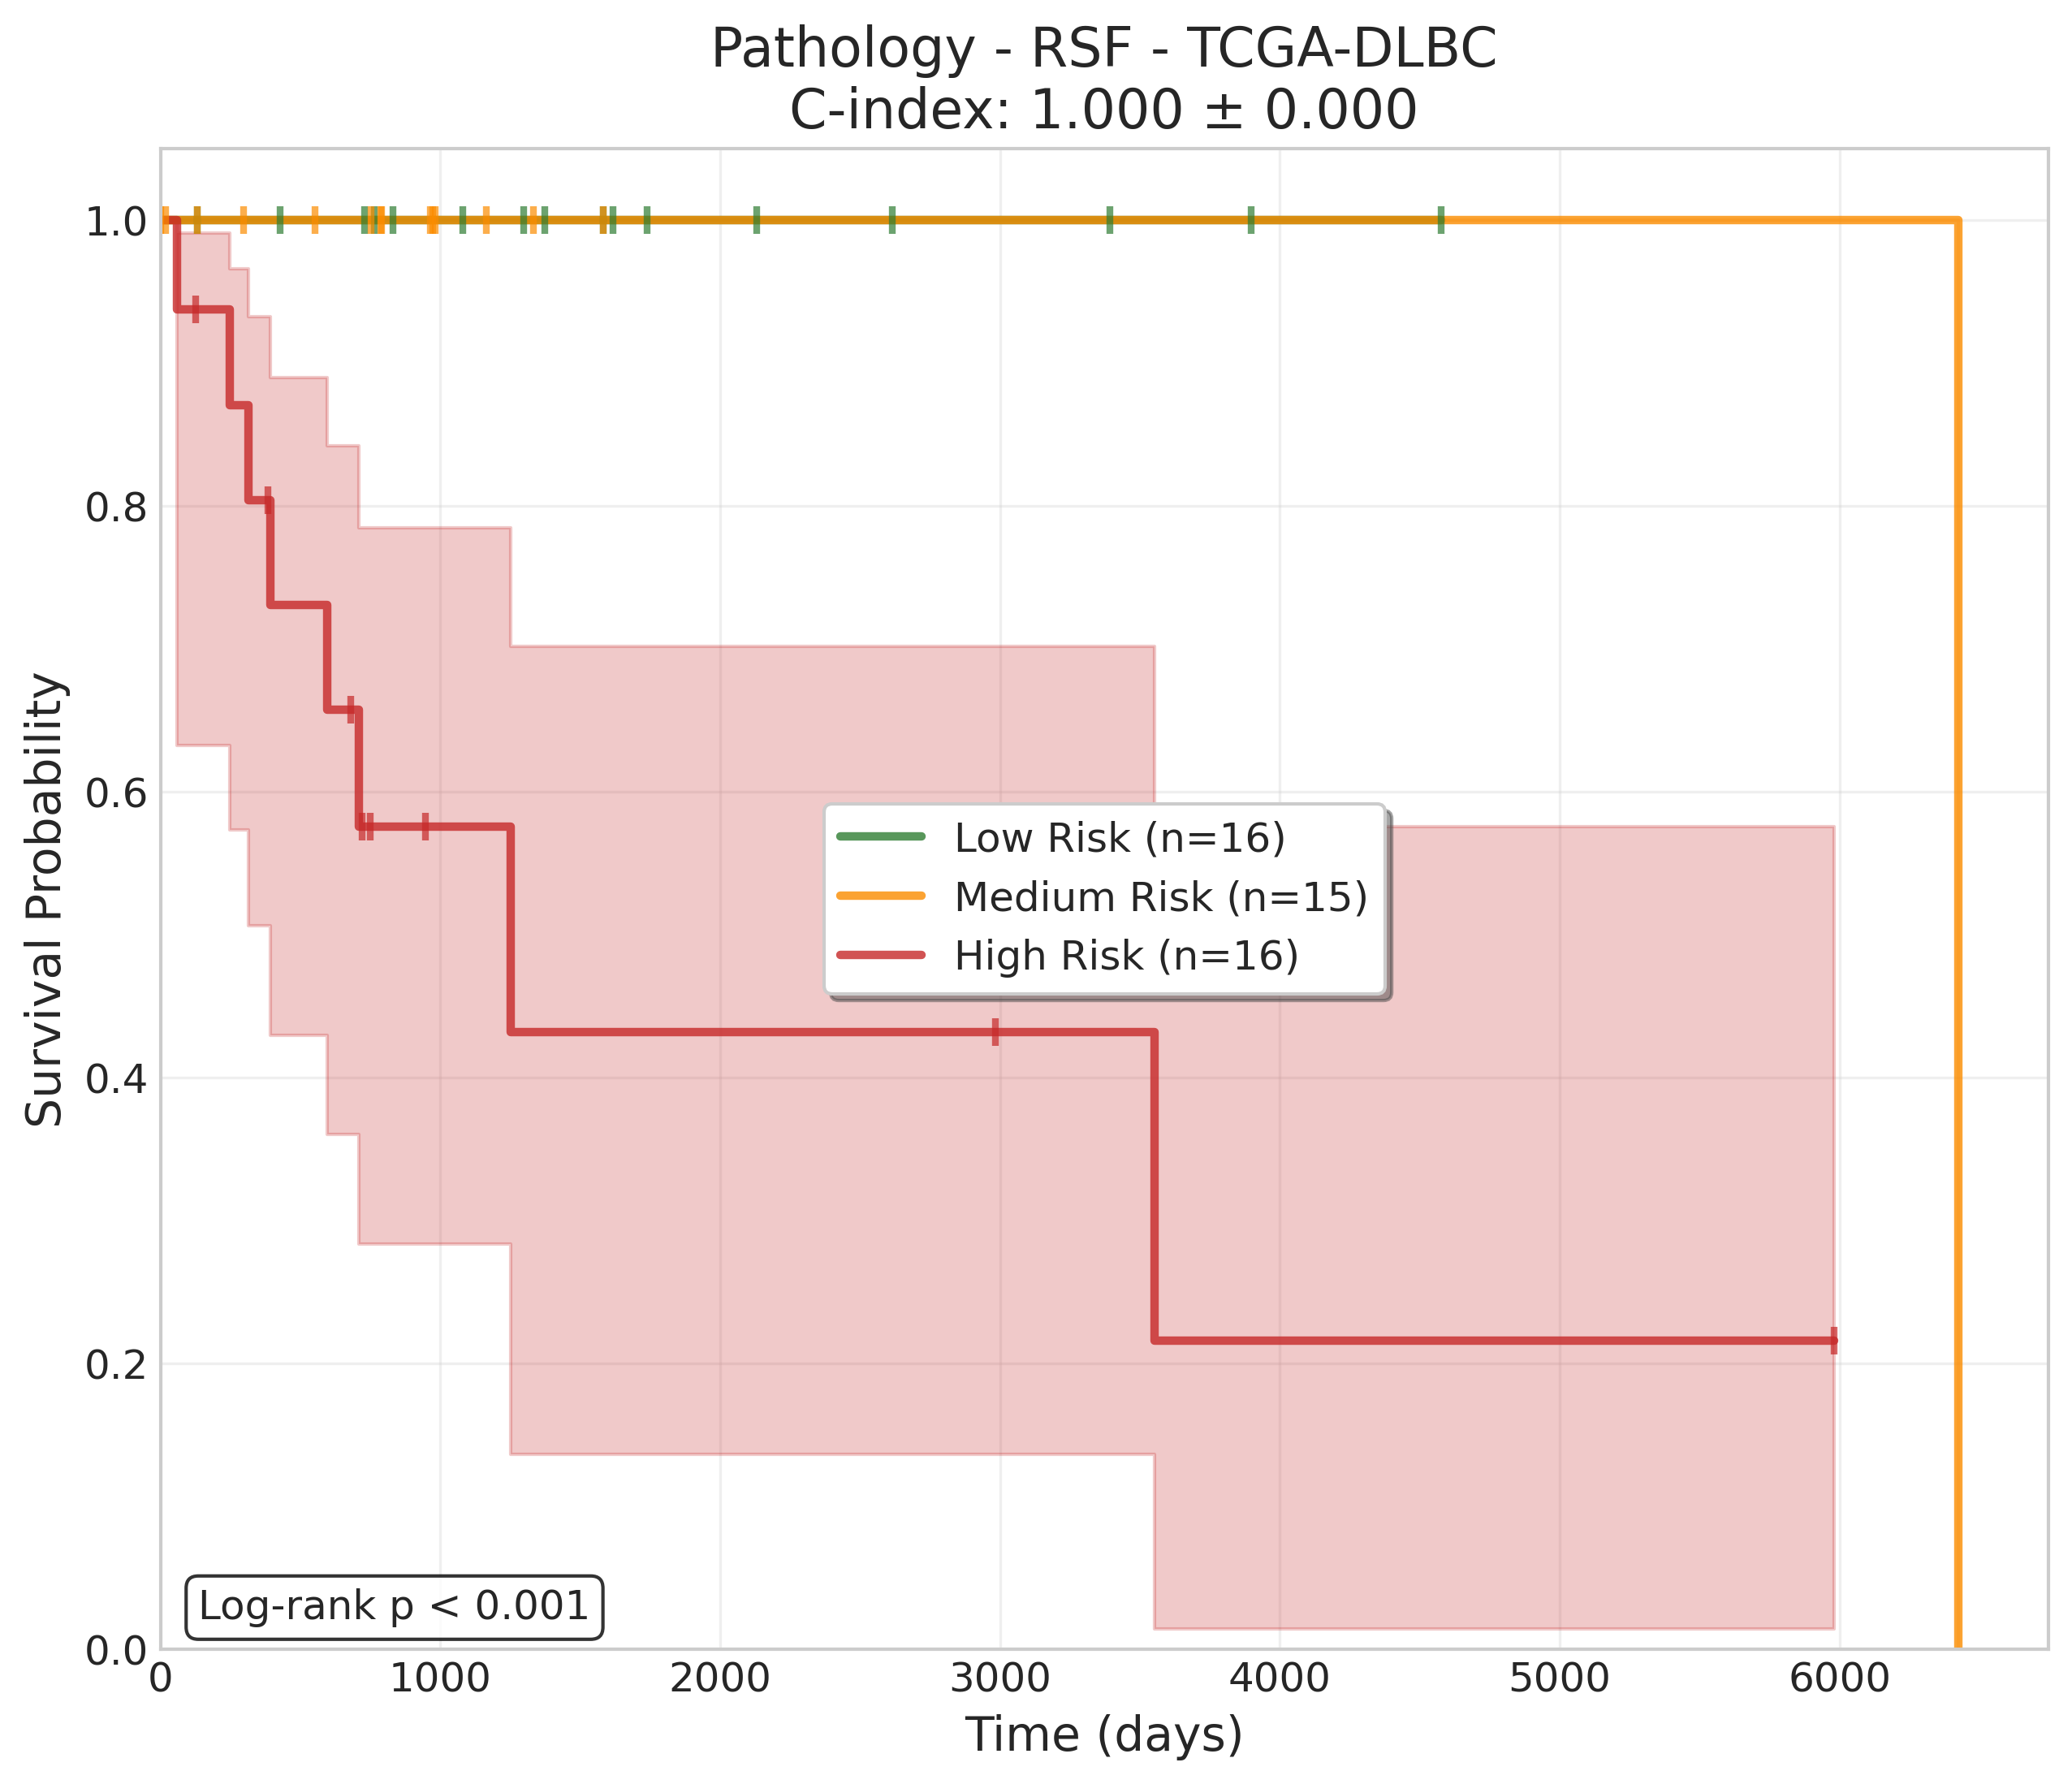 Pathology - RSF - TCGA-DLBC
C-index: 1.000 ± 0.000
Survival Probability
1.0
0.8
0.6
0.4
0.2
0.0
Low Risk (n=16)
Medium Risk (n=15)
High Risk (n=16)
Log-rank p < 0.001
0 1000 2000 3000 4000 5000 6000
Time (days)